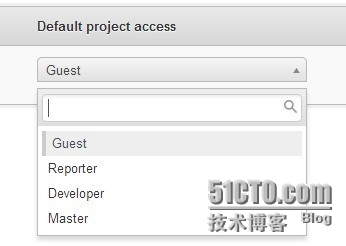 Default project access
Guest
Guest
Reporter
Developer
Master
51CTO.com
技术博客 Blog